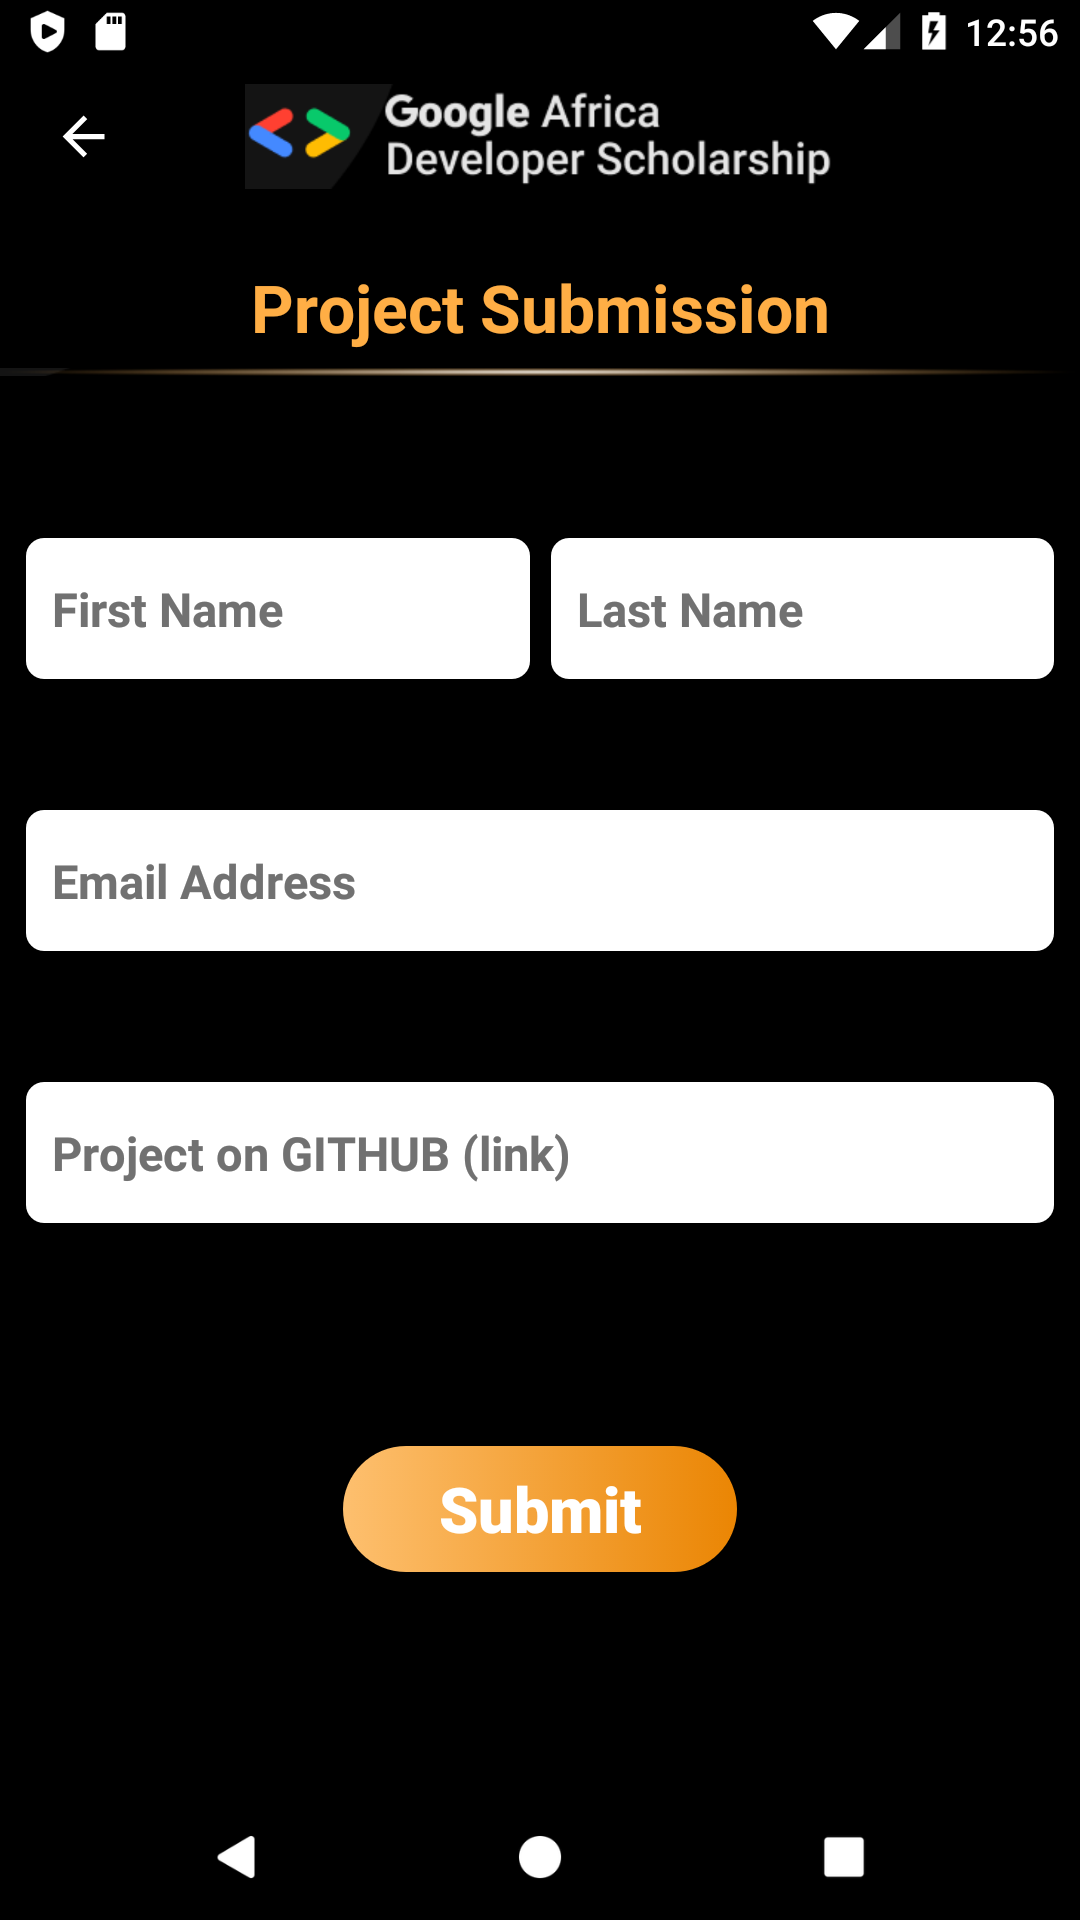 12:56
Google Africa
Developer Scholarship
Project Submission
First Name
Last Name
Email Address
Project on GITHUB (link)
Submit